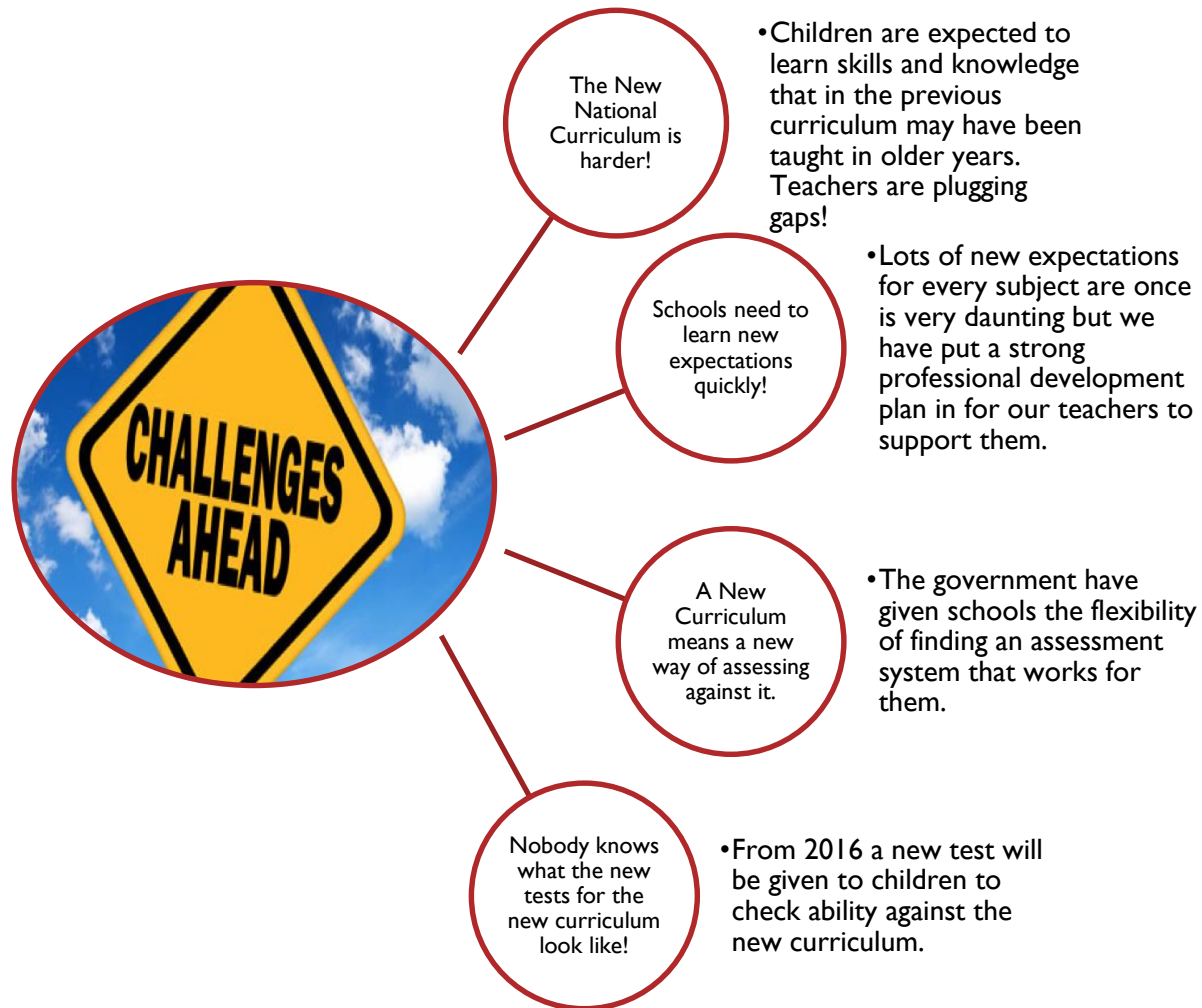 CHALLENGES
AHEAD
The New
National
Curriculum is
harder!
•Children are expected to
learn skills and knowledge
that in the previous
curriculum may have been
taught in older years.
Teachers are plugging
gaps!
Schools need to
learn new
expectations
quickly!
•Lots of new expectations
for every subject are once
is very daunting but we
have put a strong
professional development
plan in for our teachers to
support them.
A New
Curriculum
means a new
way of assessing
against it.
•The government have
given schools the flexibility
of finding an assessment
system that works for
them.
Nobody knows
what the new
tests for the
new curriculum
look like!
•From 2016 a new test will
be given to children to
check ability against the
new curriculum.